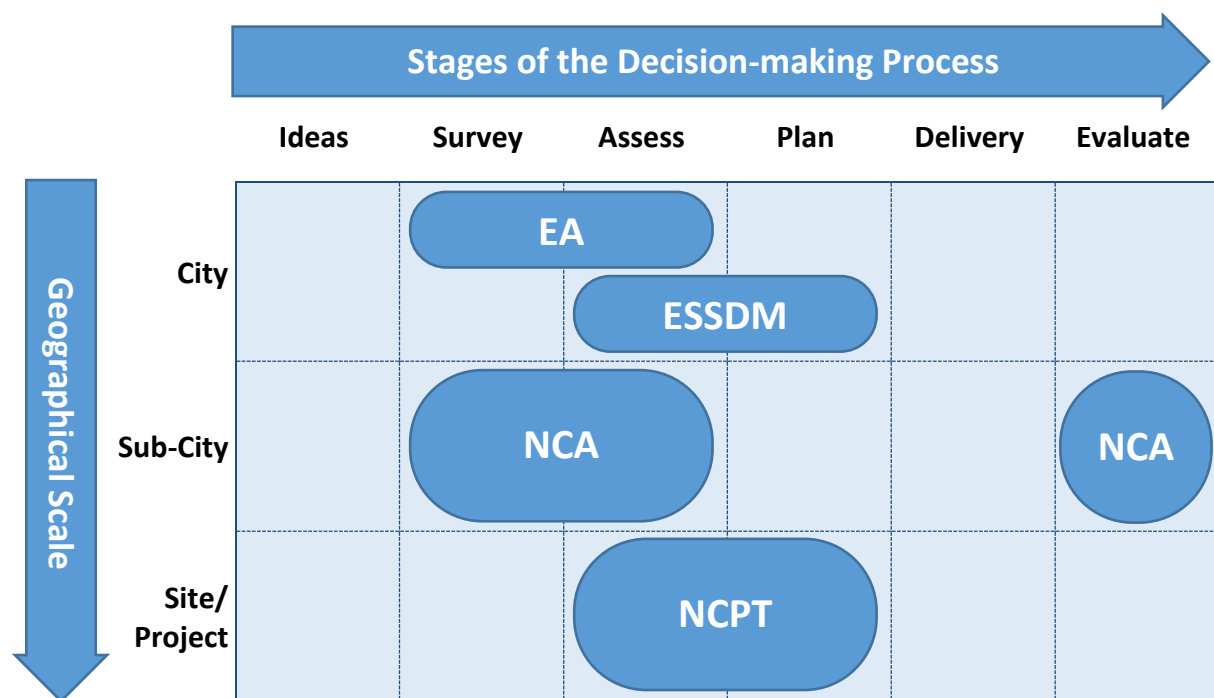 Stages of the Decision-making Process
Ideas Survey Assess Plan Delivery Evaluate
Geographical Scale
City
EA
ESSDM
Sub-City
NCA
NCA
Site/
Project
NCPT